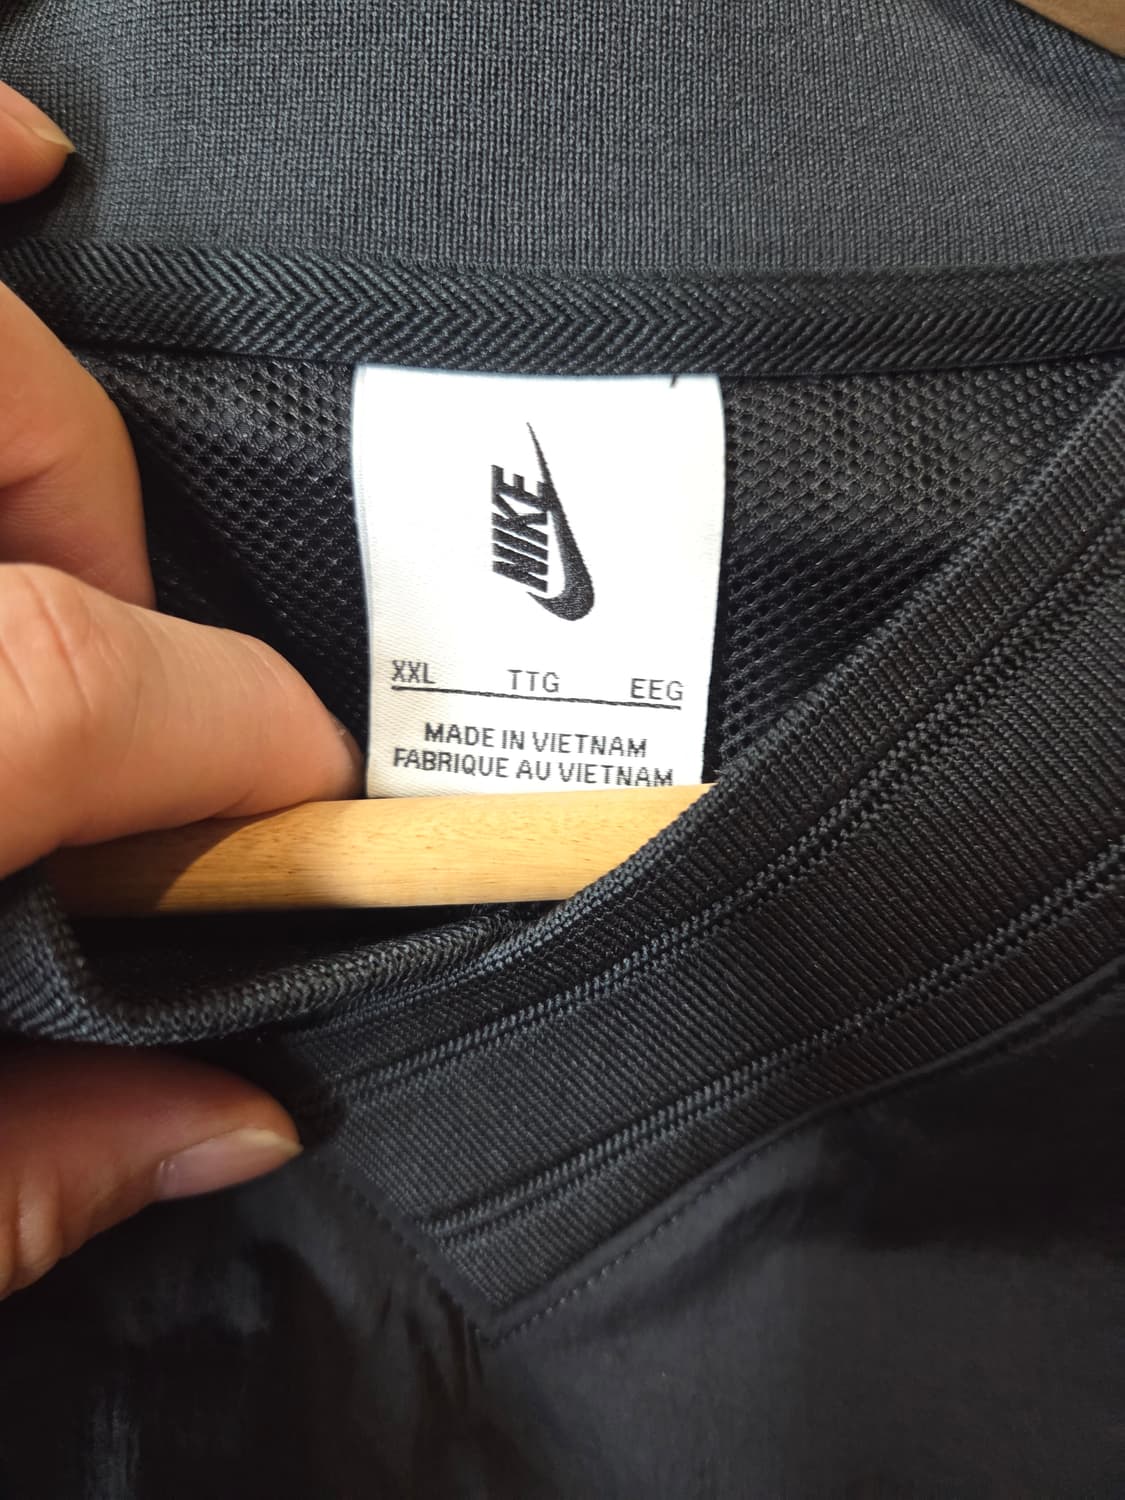 NIKE
XXL TTG EEG
MADE IN VIETNAM
FABRIQUE AU VIETNAM